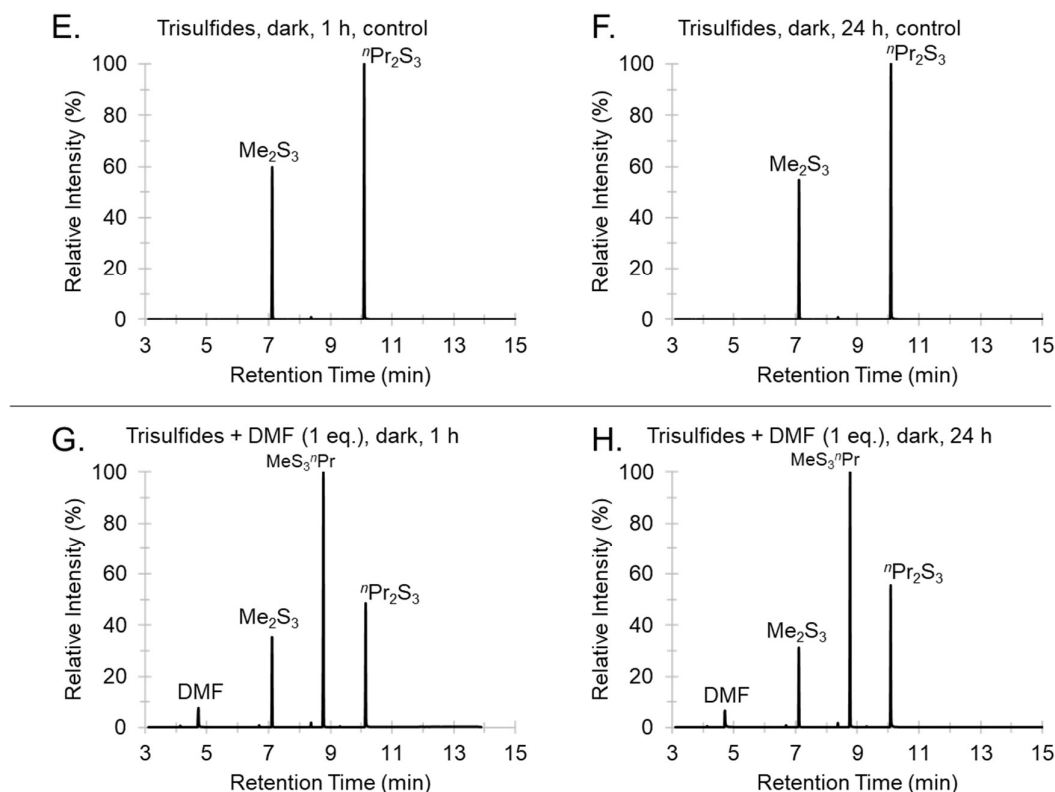 E.
Trisulfides, dark, 1 h, control
ⁿPr₂S₃
Me₂S₃
100
80
60
40
20
0
Relative Intensity (%)
3 5 7 9 11 13 15
Retention Time (min)
F.
Trisulfides, dark, 24 h, control
ⁿPr₂S₃
Me₂S₃
100
80
60
40
20
0
Relative Intensity (%)
3 5 7 9 11 13 15
Retention Time (min)
G.
Trisulfides + DMF (1 eq.), dark, 1 h
MeS₃ⁿPr
ⁿPr₂S₃
Me₂S₃
DMF
100
80
60
40
20
0
Relative Intensity (%)
3 5 7 9 11 13 15
Retention Time (min)
H.
Trisulfides + DMF (1 eq.), dark, 24 h
MeS₃ⁿPr
ⁿPr₂S₃
Me₂S₃
DMF
100
80
60
40
20
0
Relative Intensity (%)
3 5 7 9 11 13 15
Retention Time (min)